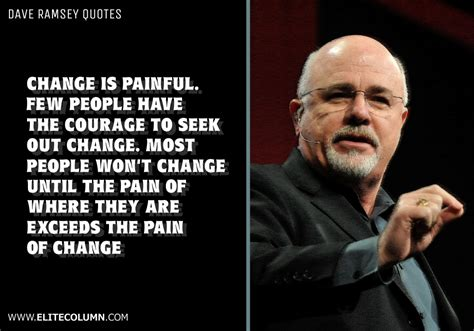 DAVE RAMSEY QUOTES
CHANGE IS PAINFUL.
FEW PEOPLE HAVE
THE COURAGE TO SEEK
OUT CHANGE. MOST
PEOPLE WON'T CHANGE
UNTIL THE PAIN OF
WHERE THEY ARE
EXCEEDS THE PAIN
OF CHANGE
WWW.ELITECOLUMN.COM